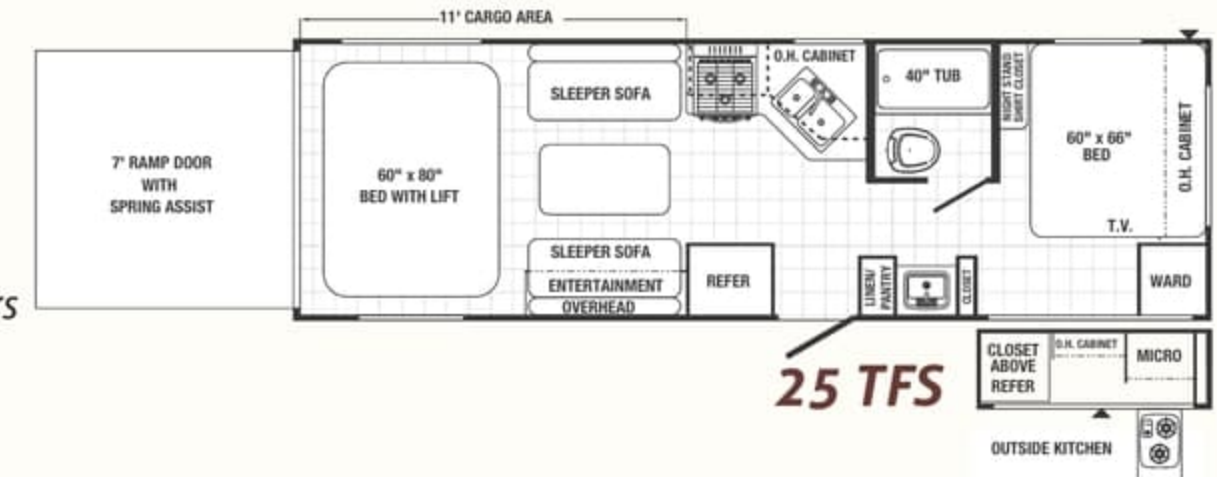 11' CARGO AREA
7' RAMP DOOR
WITH
SPRING ASSIST
60" x 80"
BED WITH LIFT
SLEEPER SOFA
SLEEPER SOFA
ENTERTAINMENT
OVERHEAD
REFER
O.H. CABINET
40" TUB
NIGHT STAND/
SHIRT CLOSET
60" x 66"
BED
O.H. CABINET
T.V.
LINEN/
PANTRY
CLOSET
WARD
25 TFS
CLOSET
ABOVE
REFER
O.H. CABINET
MICRO
OUTSIDE KITCHEN